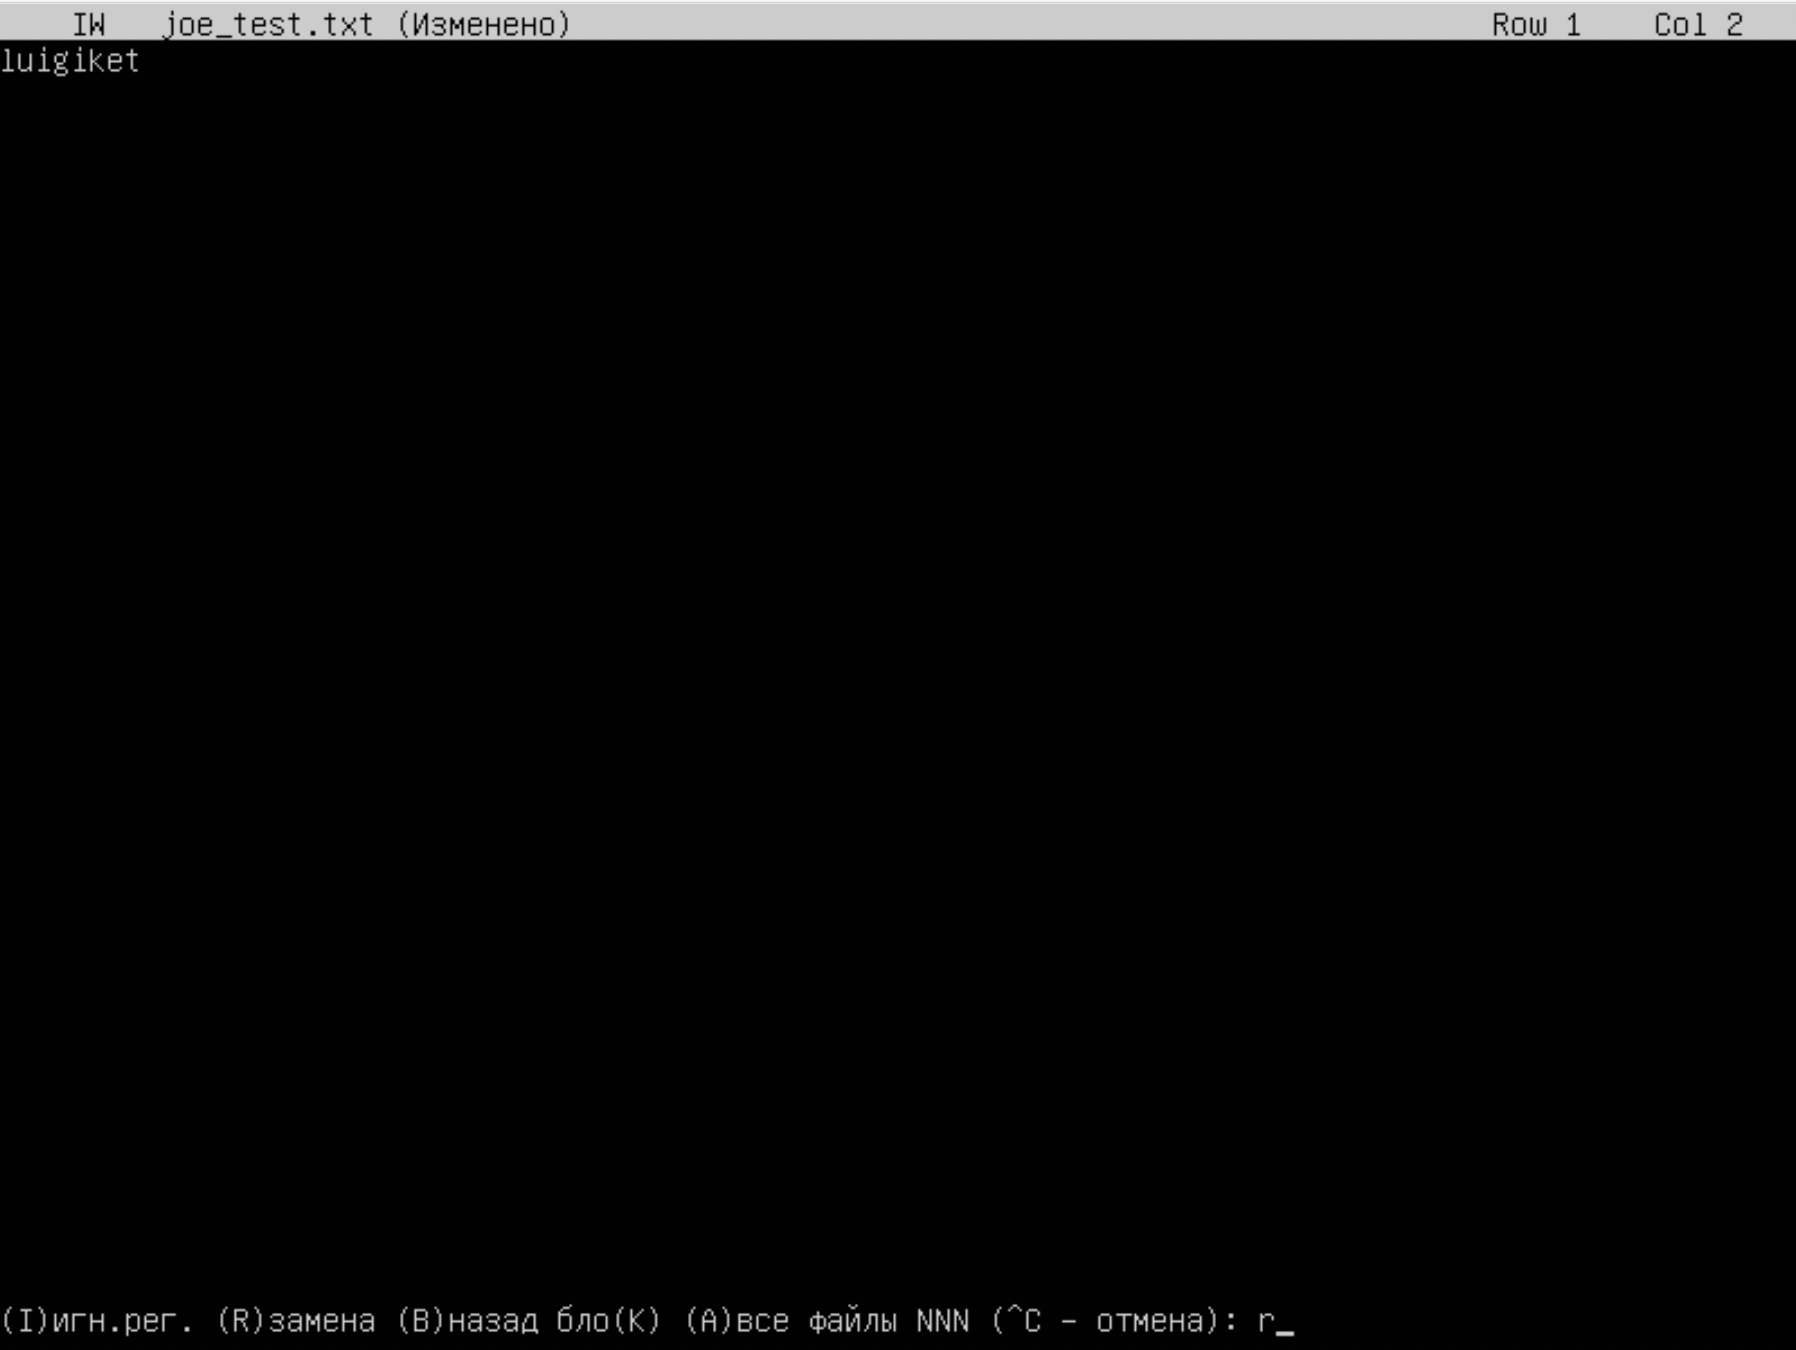 IW joe_test.txt (Изменено) Row 1 Col 2
luigiket
(I)игн.рег. (R)замена (B)назад бло(K) (A)все файлы NNN (^C - отмена): r_